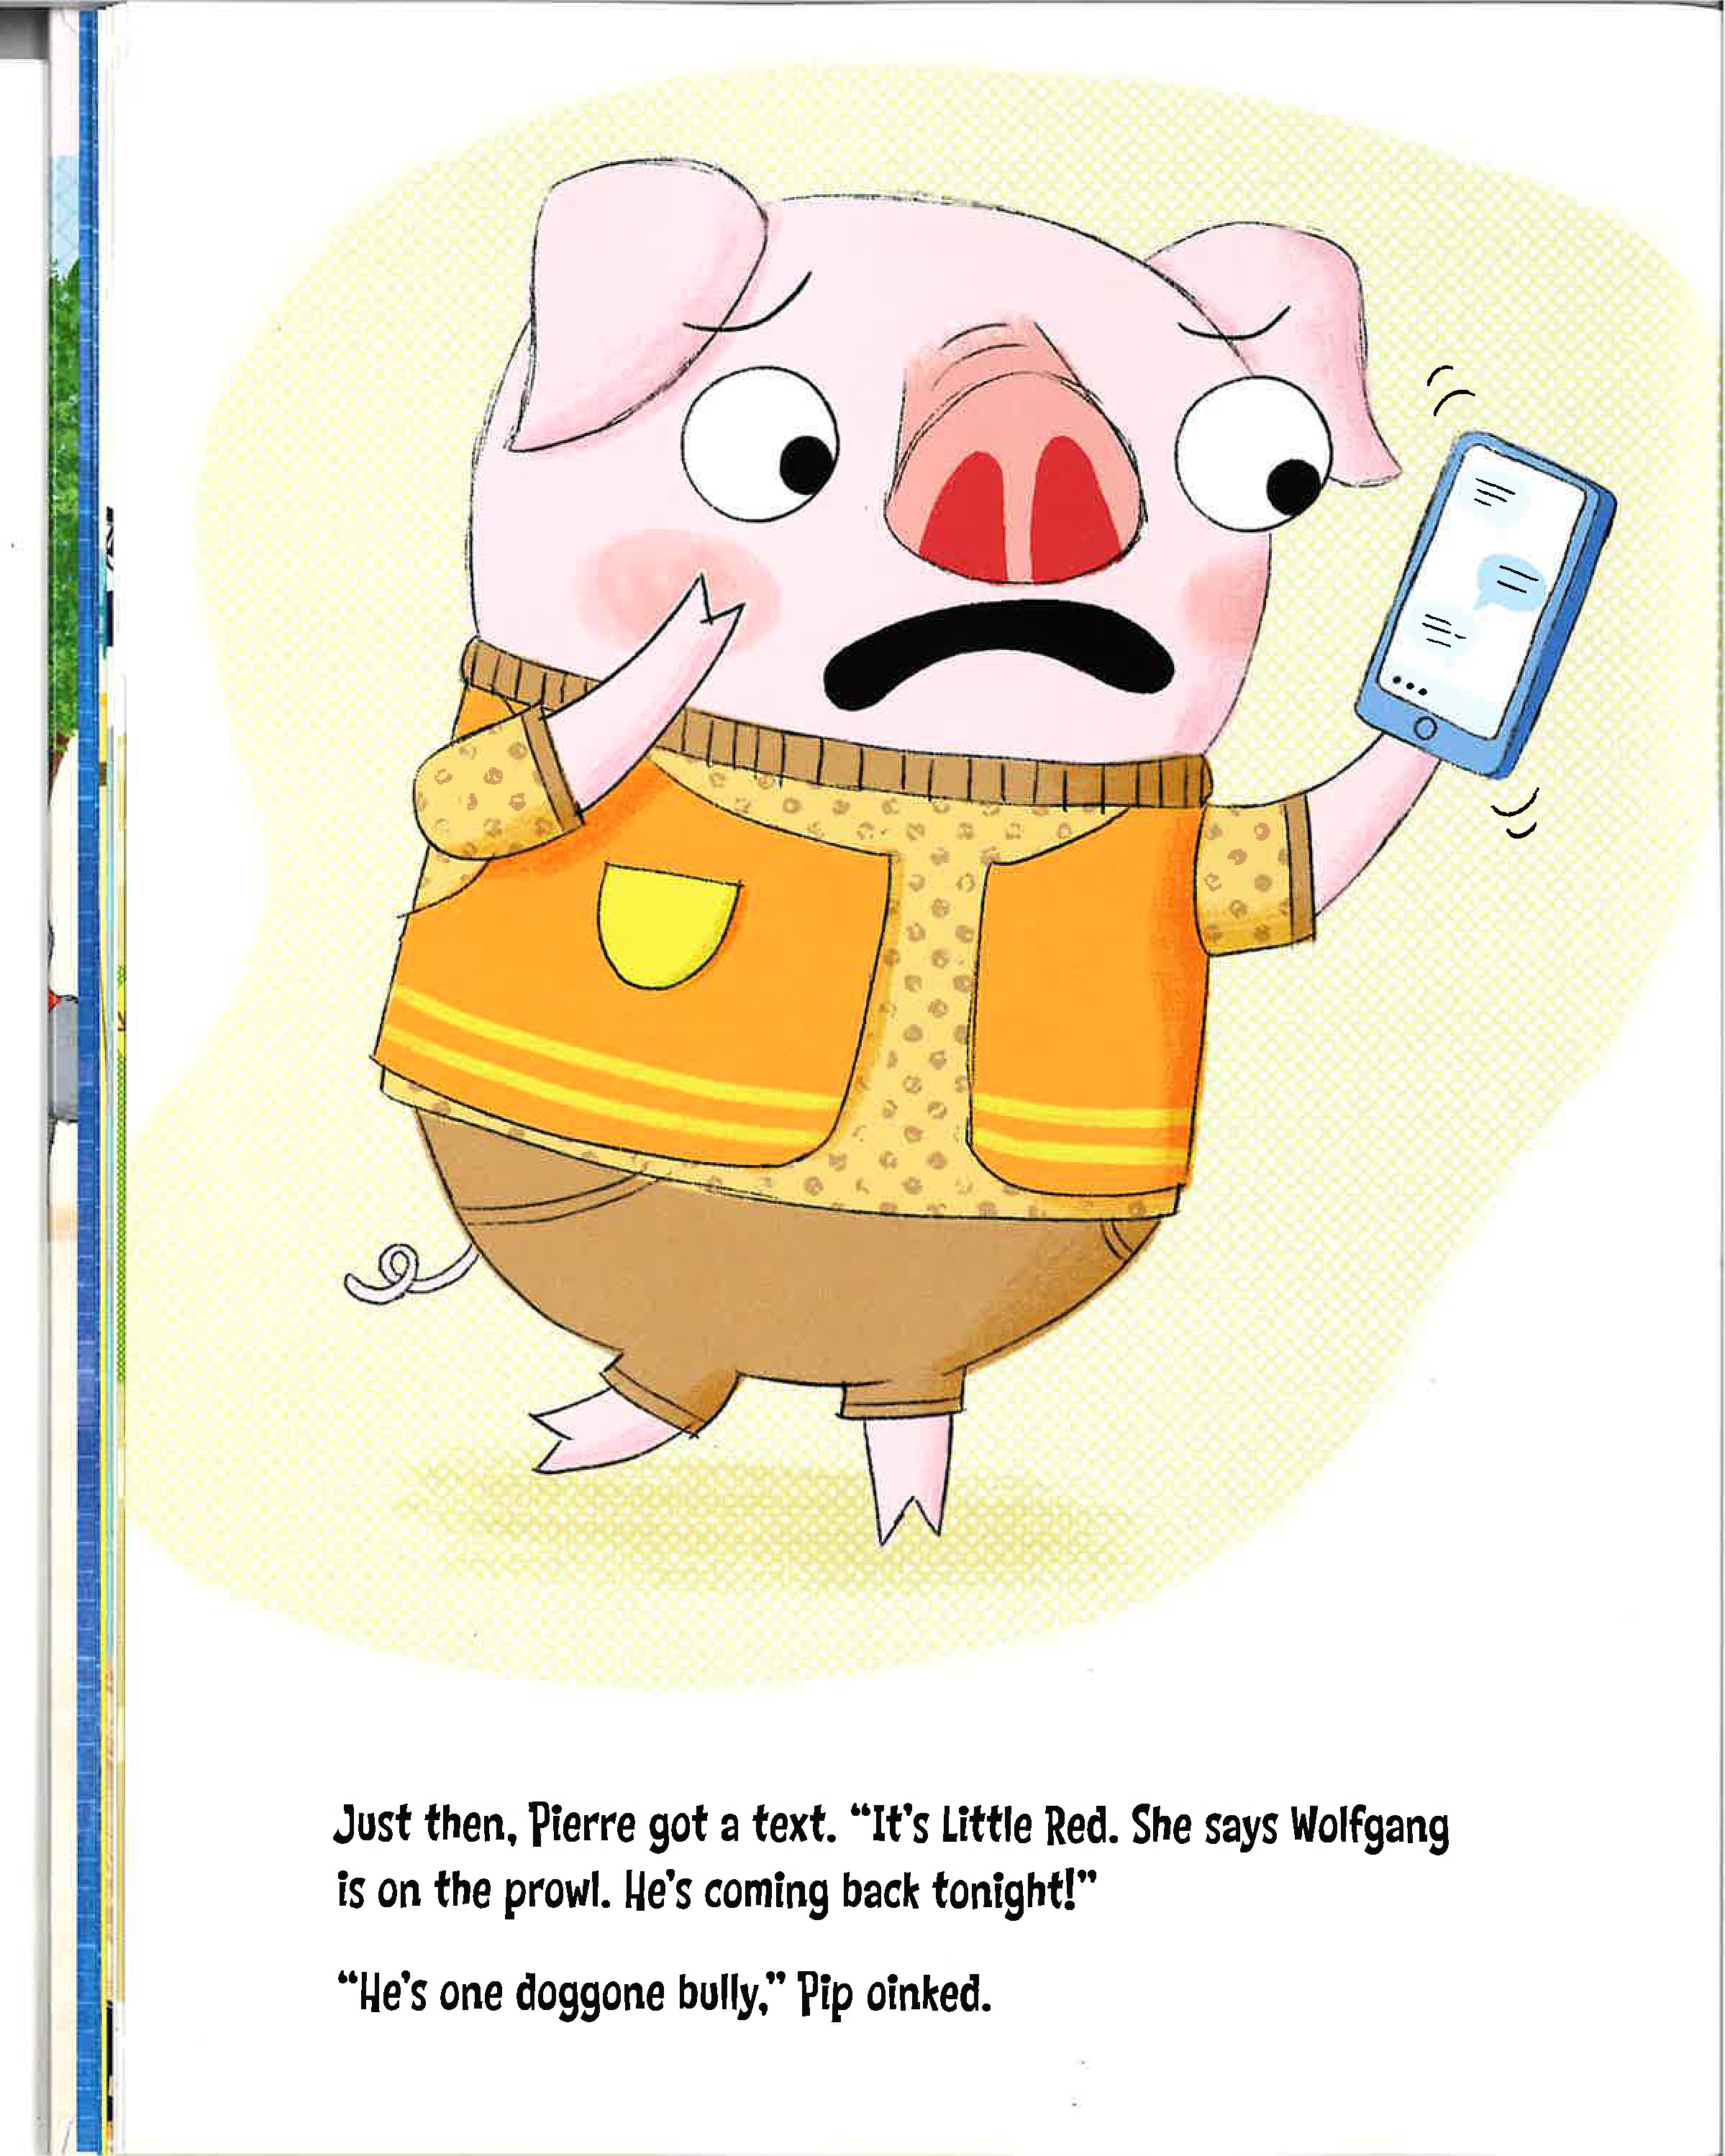 Just then, Pierre got a text. “It’s Little Red. She says Wolfgang
is on the prowl. He’s coming back tonight!”
“He’s one doggone bully,” Pip oinked.